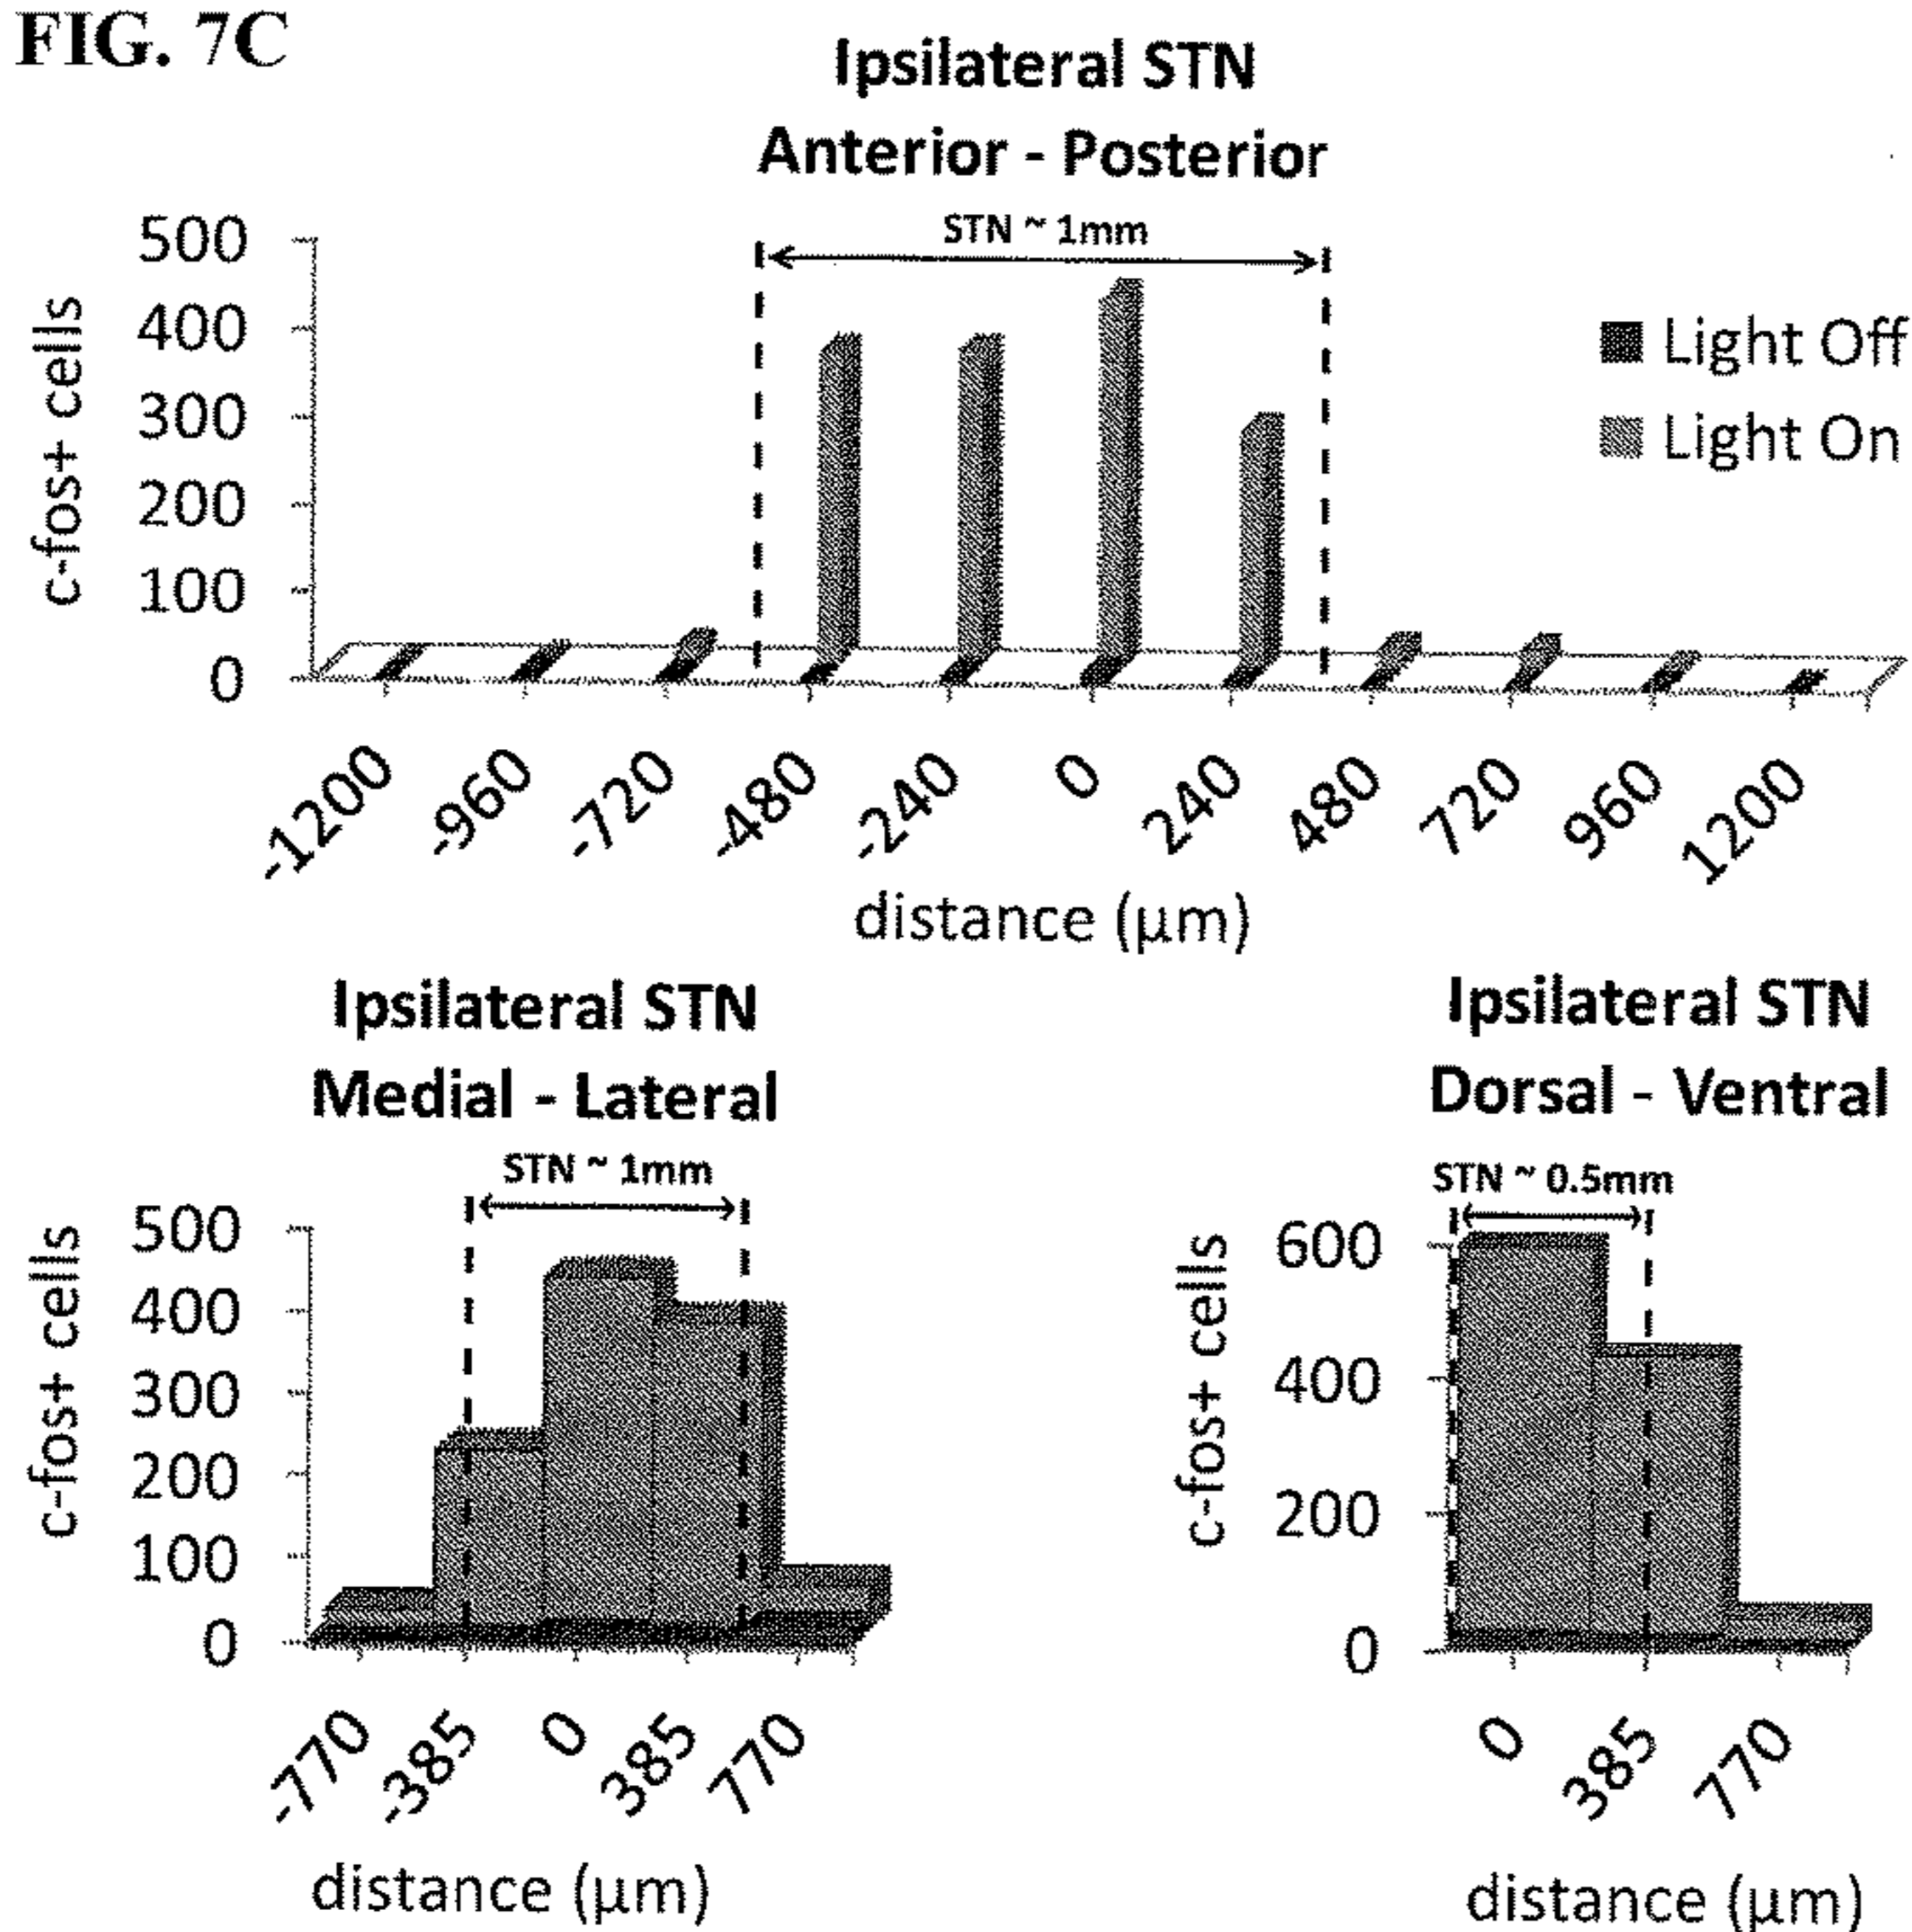 FIG. 7C
Ipsilateral STN
Anterior - Posterior
STN ~ 1mm
500
400
300
200
100
0
c-fos+ cells
Light Off
Light On
-1200
-960
-720
-480
-240
0
240
480
720
960
1200
distance (μm)
Ipsilateral STN
Medial - Lateral
STN ~ 1mm
500
400
300
200
100
0
c-fos+ cells
-770
-385
0
385
770
distance (μm)
Ipsilateral STN
Dorsal - Ventral
STN ~ 0.5mm
600
400
200
0
c-fos+ cells
0
385
770
distance (μm)